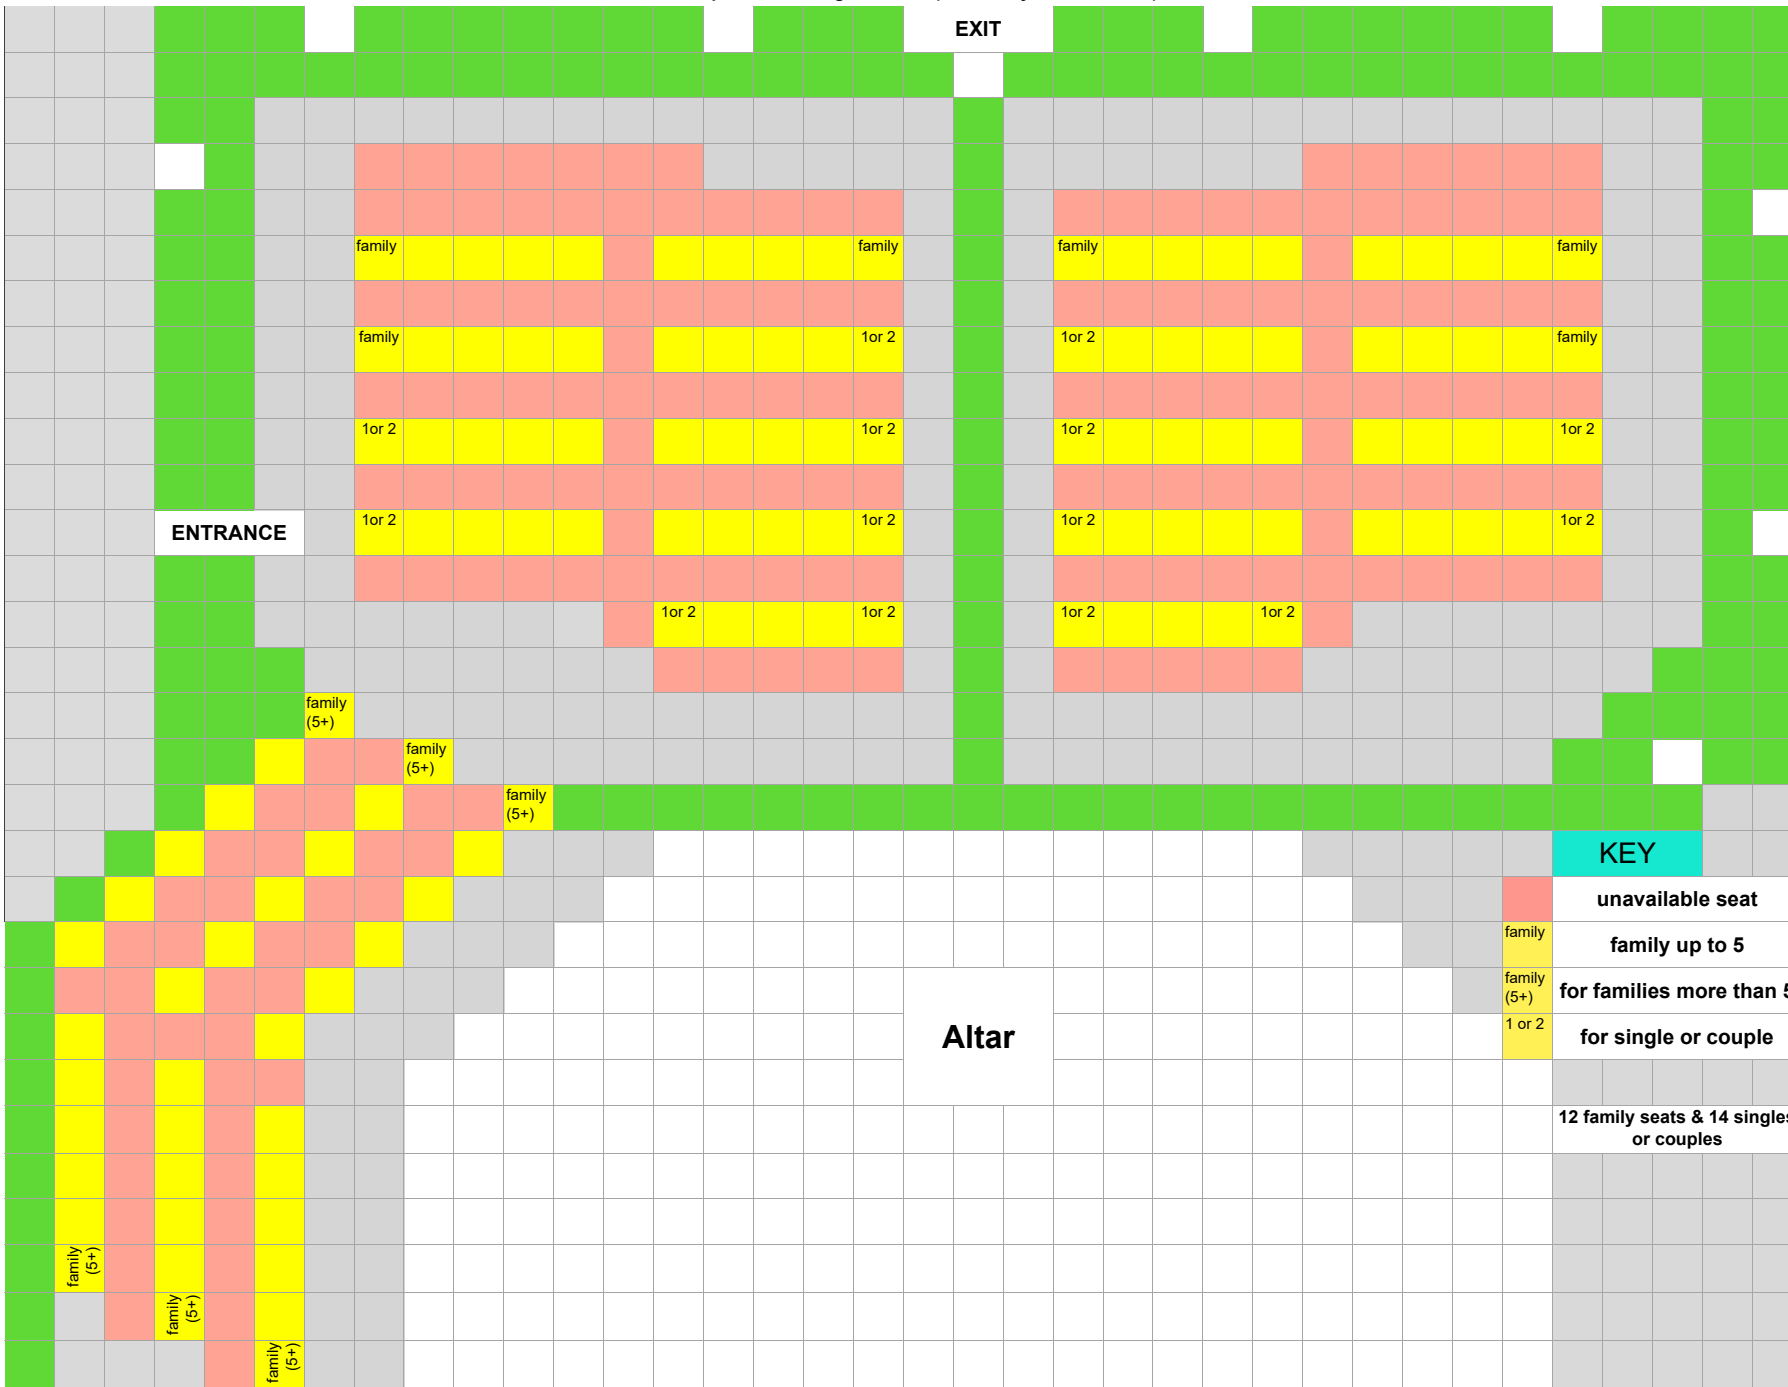 EXIT
family family family family
family 1or 2 1or 2 family
1or 2 1or 2 1or 2 1or 2
ENTRANCE 1or 2 1or 2 1or 2 1or 2
1or 2 1or 2 1or 2 1or 2
family
(5+)
family
(5+)
family
(5+)
KEY
unavailable seat
family family up to 5
family
(5+) for families more than 5
Altar
1 or 2 for single or couple
12 family seats & 14 singles
or couples
family
(5+)
family
(5+)
family
(5+)